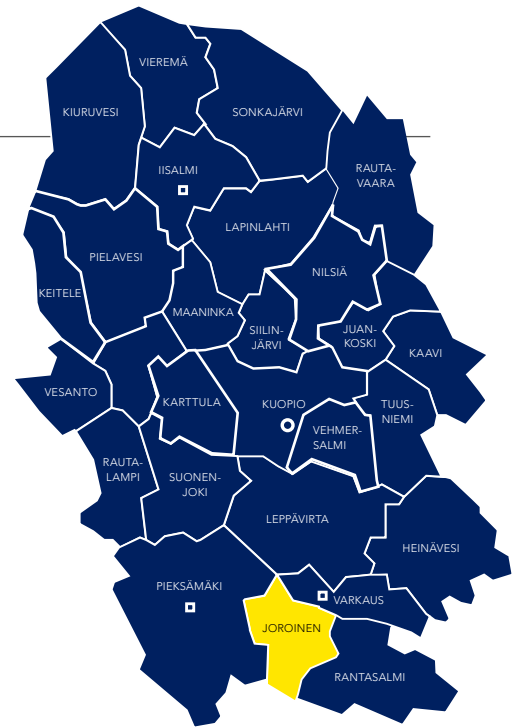 VIEREMÄ
KIURUVESI
SONKAJÄRVI
IISALMI
RAUTA-
VAARA
LAPINLAHTI
PIELAVESI
NILSIÄ
KEITELE
MAANINKA
SIILIN-
JÄRVI
JUAN-
KOSKI
KAAVI
VESANTO
KARTTULA
KUOPIO
TUUS-
NIEMI
VEHMER-
SALMI
RAUTA-
LAMPI
SUONEN-
JOKI
LEPPÄVIRTA
HEINÄVESI
PIEKSÄMÄKI
VARKAUS
JOROINEN
RANTASALMI